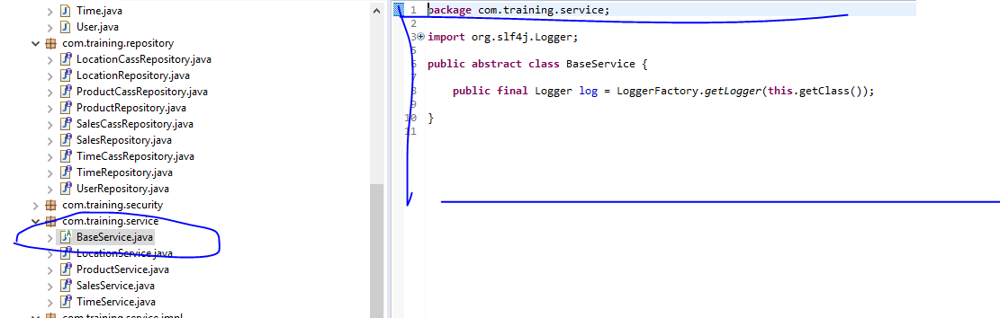 Time.java
User.java
com.training.repository
LocationCassRepository.java
LocationRepository.java
ProductCassRepository.java
ProductRepository.java
SalesCassRepository.java
SalesRepository.java
TimeCassRepository.java
TimeRepository.java
UserRepository.java
com.training.security
com.training.service
BaseService.java
LocationService.java
ProductService.java
SalesService.java
TimeService.java
com.training.service.impl
1 package com.training.service;
3 import org.slf4j.Logger;
public abstract class BaseService {
8 public final Logger log = LoggerFactory.getLogger(this.getClass());
9
10 }
11